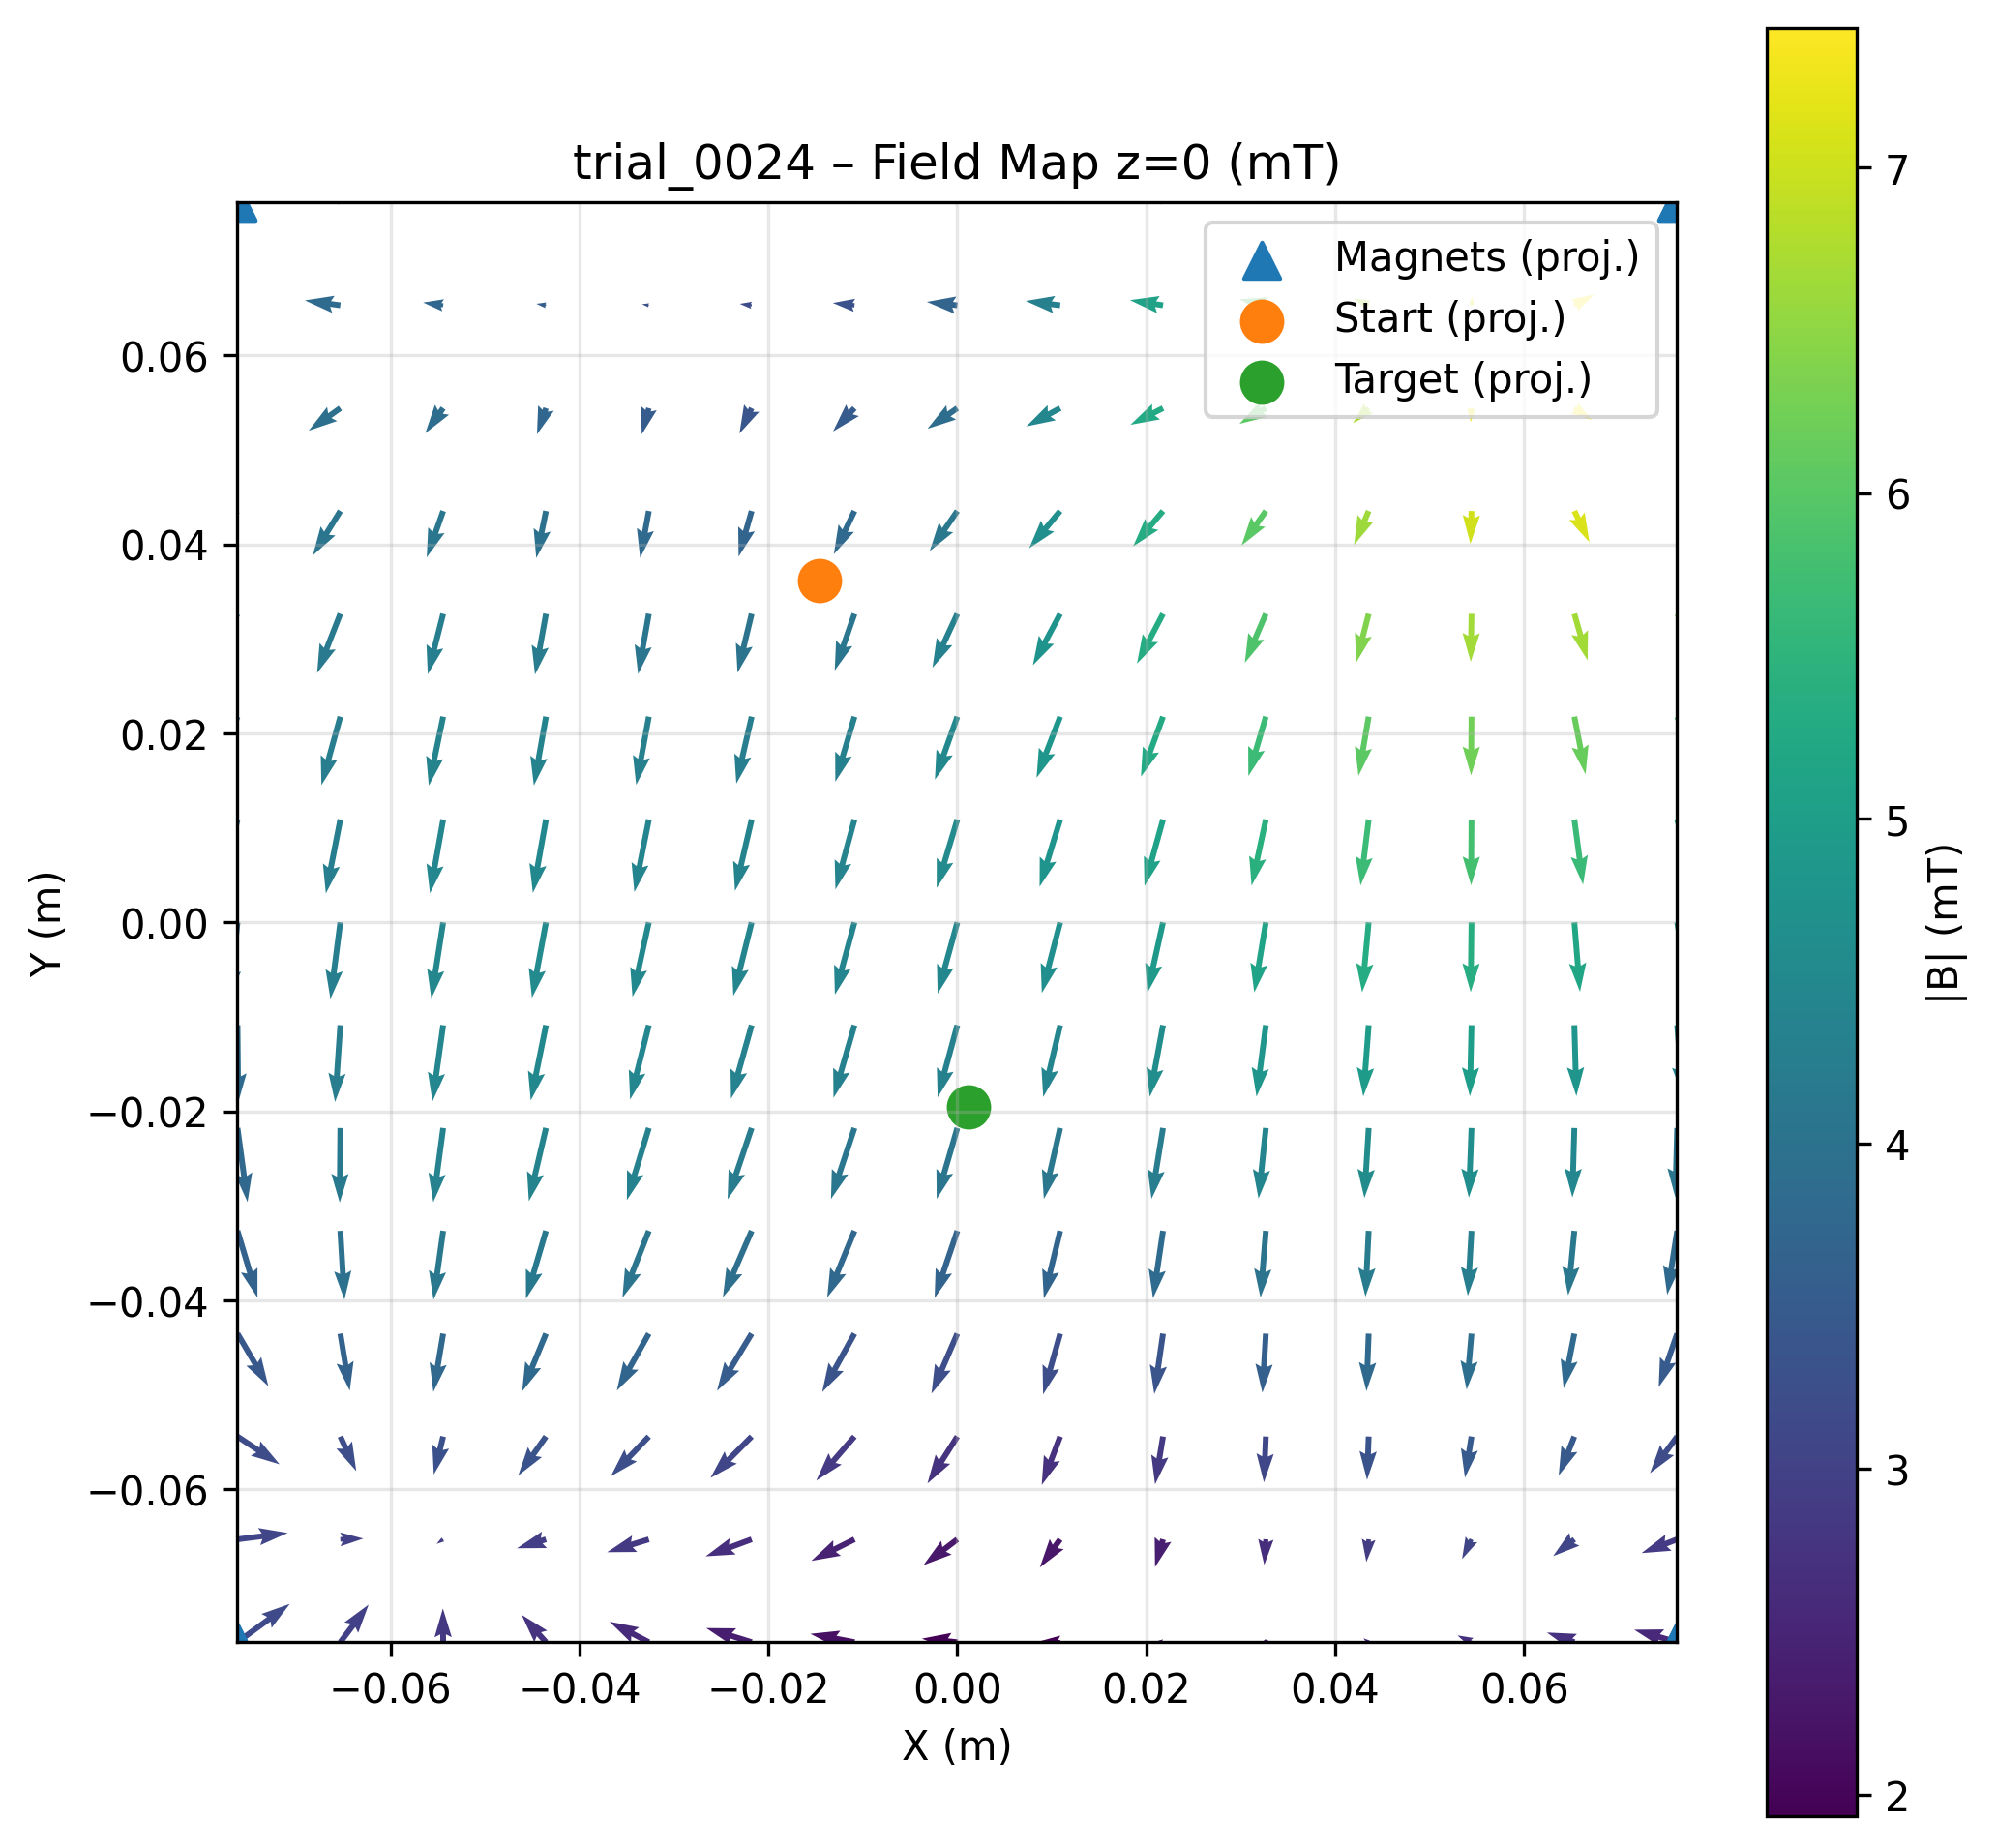 trial_0024 – Field Map z=0 (mT)
Magnets (proj.)
Start (proj.)
Target (proj.)
0.06
0.04
0.02
0.00
−0.02
−0.04
−0.06
Y (m)
−0.06
−0.04
−0.02
0.00
0.02
0.04
0.06
X (m)
7
6
5
4
3
2
|B| (mT)